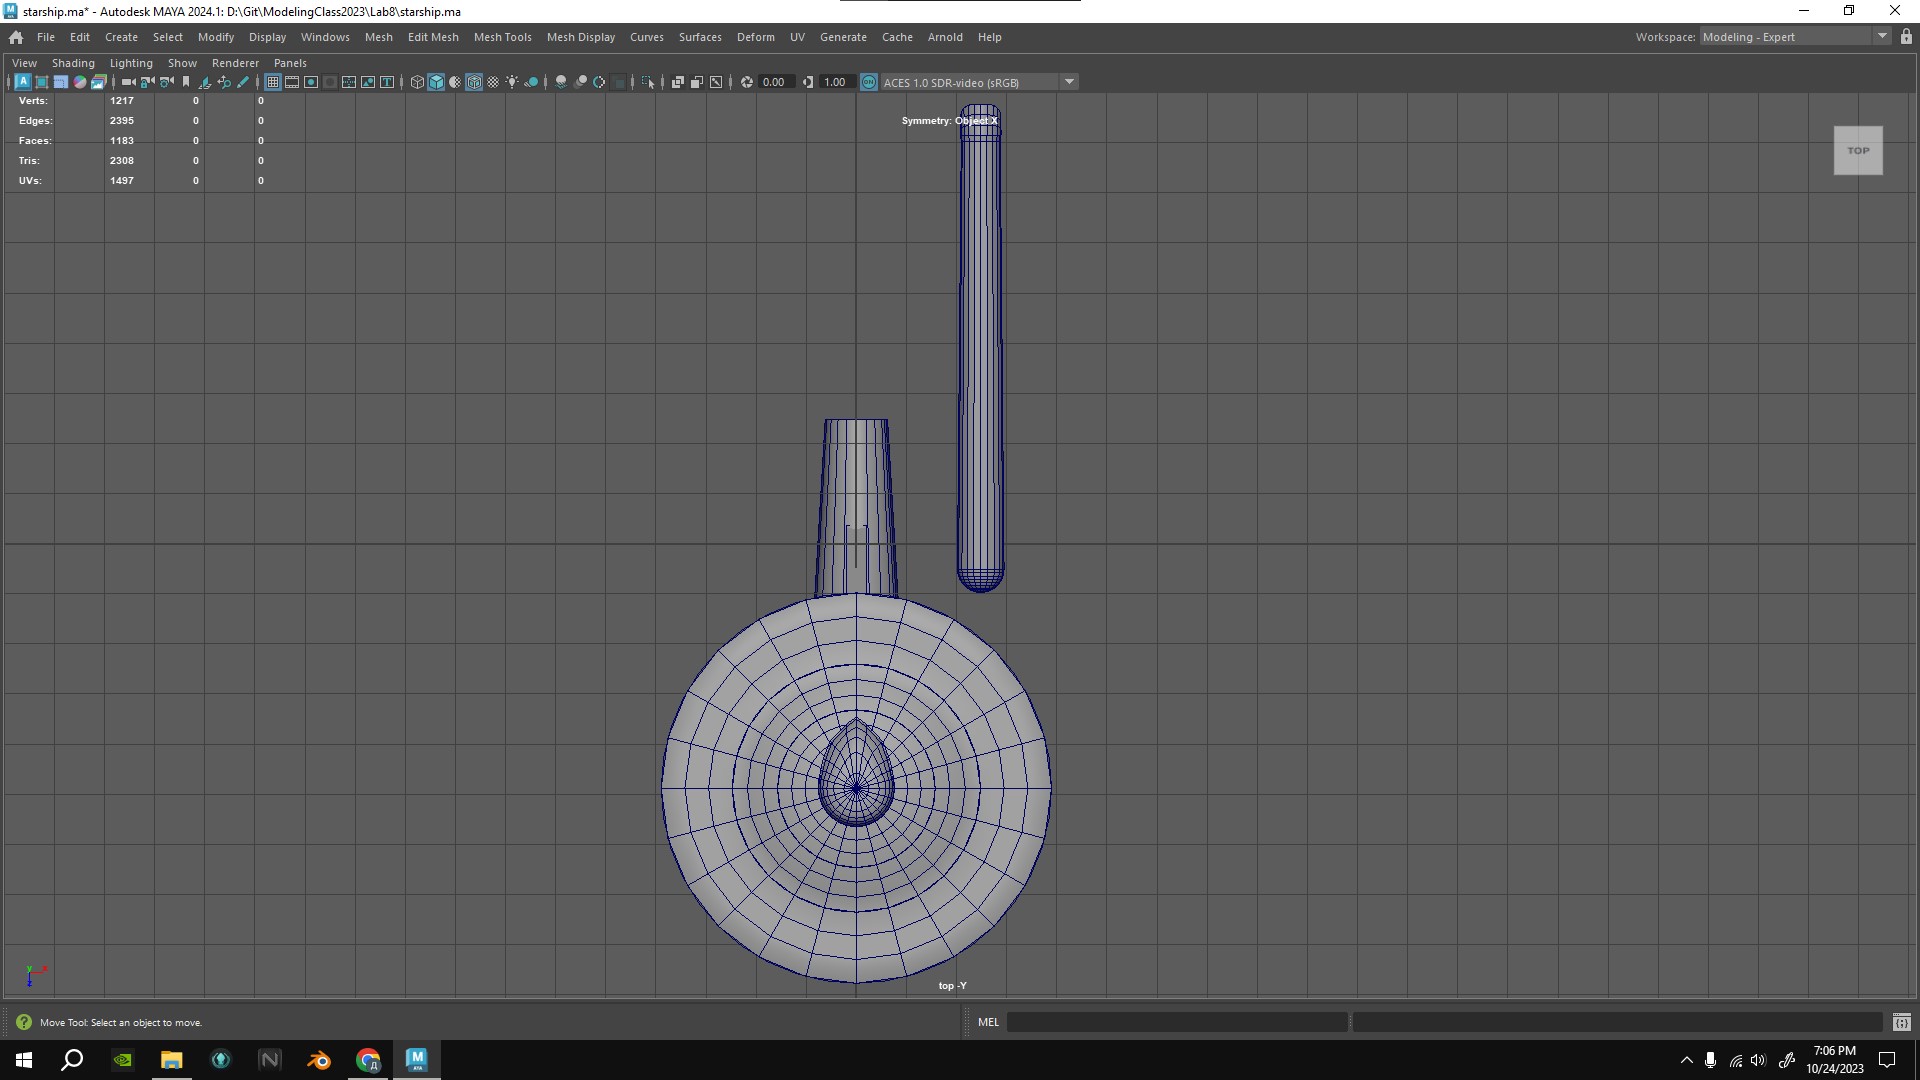 starship.ma* - Autodesk MAYA 2024.1: D:\Git\ModelingClass2023\Lab8\starship.ma
File Edit Create Select Modify Display Windows Mesh Edit Mesh Mesh Tools Mesh Display Curves Surfaces Deform UV Generate Cache Arnold Help Workspace: Modeling - Expert
View Shading Lighting Show Renderer Panels
0.00 1.00 ON ACES 1.0 SDR-video (sRGB)
Verts: 1217 0 0
Edges: 2395 0 0
Faces: 1183 0 0
Tris: 2308 0 0
UVs: 1497 0 0
Symmetry: Object X
TOP
y x
z
top -Y
Move Tool: Select an object to move.
MEL
7:06 PM
10/24/2023